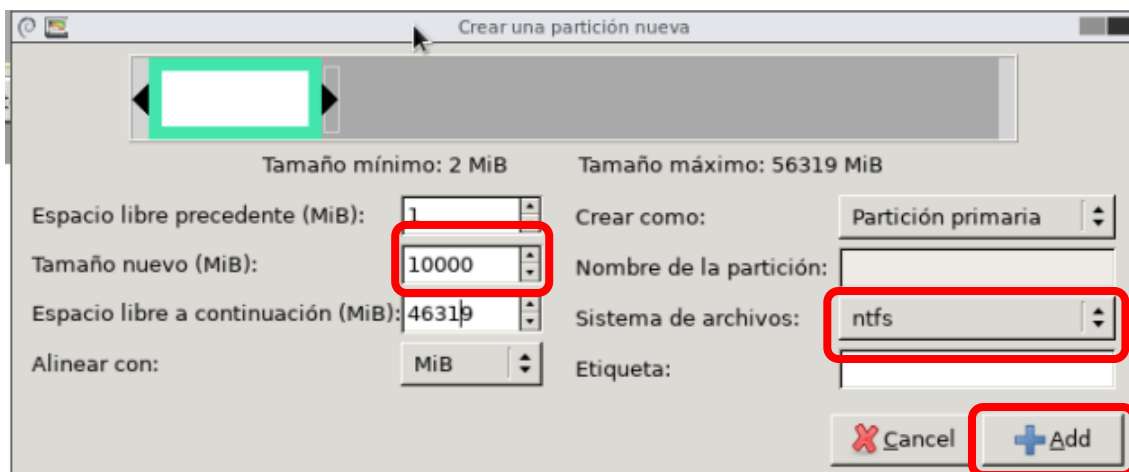 Crear una partición nueva
Tamaño mínimo: 2 MiB Tamaño máximo: 56319 MiB
Espacio libre precedente (MiB): 1 Crear como: Partición primaria
Tamaño nuevo (MiB): 10000 Nombre de la partición:
Espacio libre a continuación (MiB): 46319 Sistema de archivos: ntfs
Alinear con: MiB Etiqueta:
Cancel Add